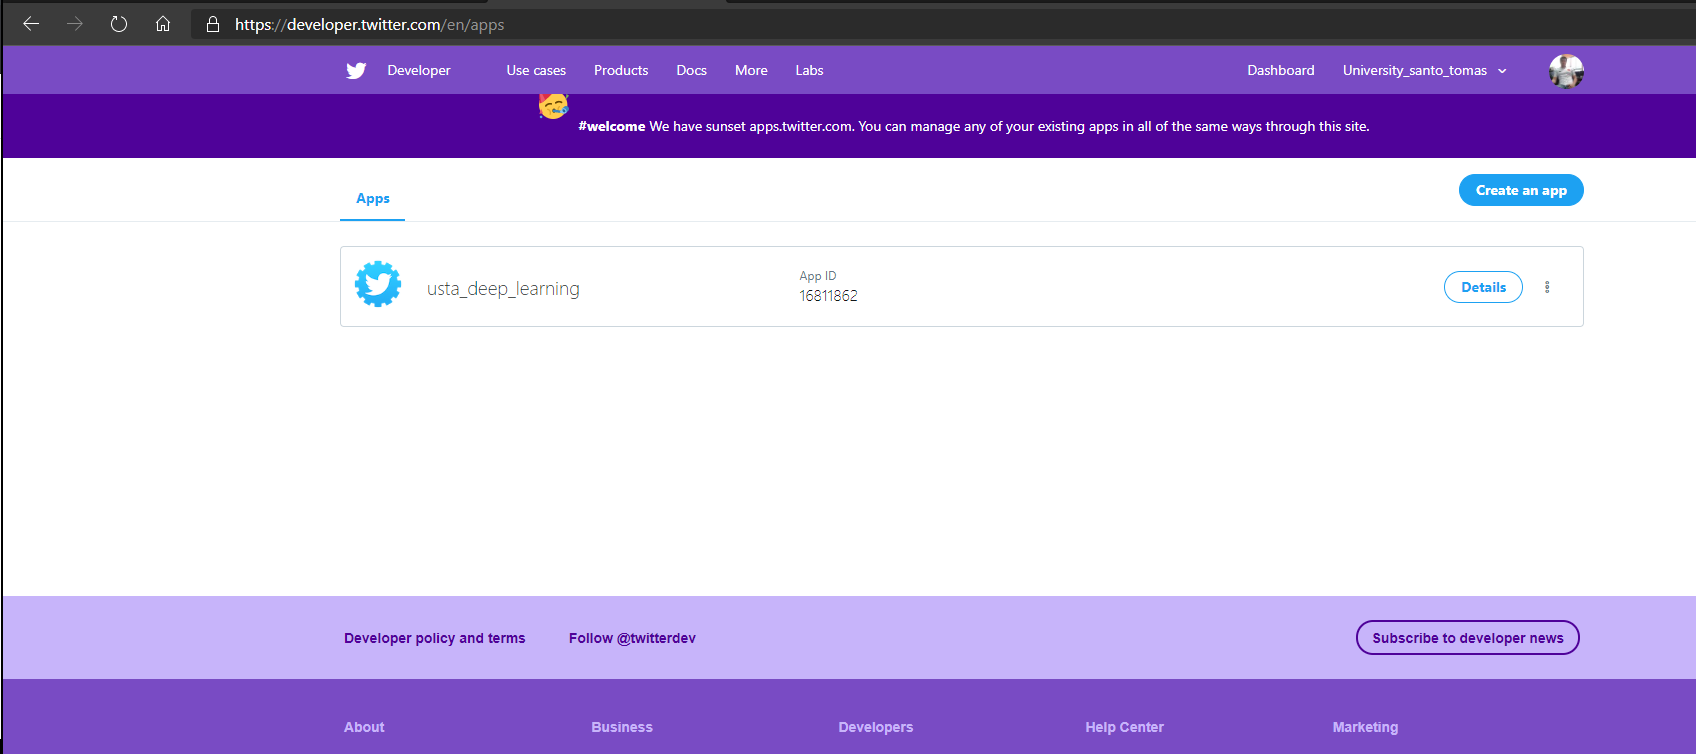 https://developer.twitter.com/en/apps
Developer Use cases Products Docs More Labs Dashboard University_santo_tomas
#welcome We have sunset apps.twitter.com. You can manage any of your existing apps in all of the same ways through this site.
Apps Create an app
usta_deep_learning
App ID
16811862
Details
Developer policy and terms Follow @twitterdev Subscribe to developer news
About Business Developers Help Center Marketing